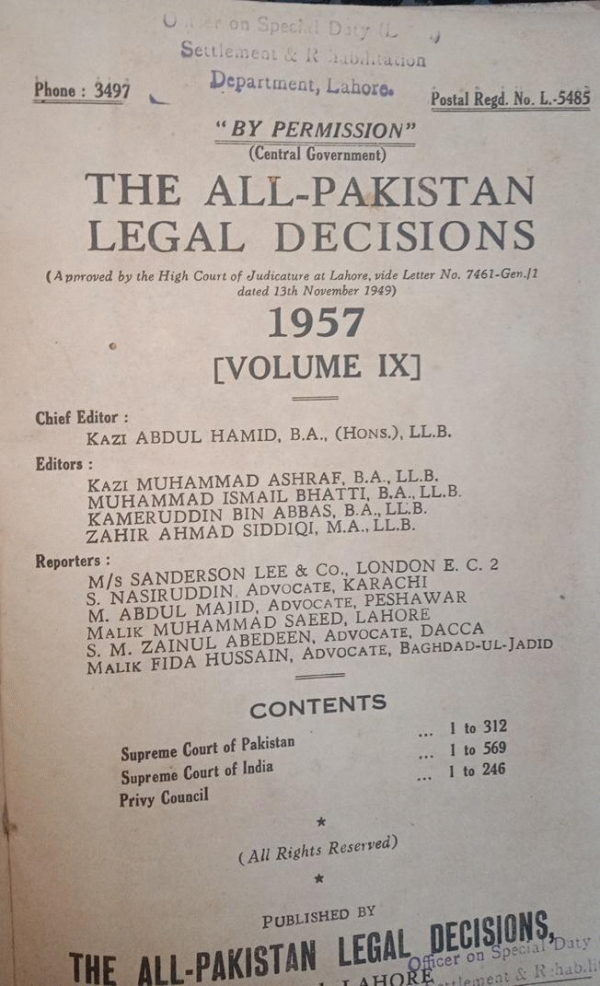 Officer on Special Duty
Settlement & Rehabilitation
Department, Lahore.
Phone : 3497
Postal Regd. No. L.-5485
"BY PERMISSION"
(Central Government)
THE ALL-PAKISTAN
LEGAL DECISIONS
(Approved by the High Court of Judicature at Lahore, vide Letter No. 7461-Gen./1
dated 13th November 1949)
1957
[VOLUME IX]
Chief Editor :
KAZI ABDUL HAMID, B.A., (HONS.), LL.B.
Editors :
KAZI MUHAMMAD ASHRAF, B.A., LL.B.
MUHAMMAD ISMAIL BHATTI, B.A., LL.B.
KAMERUDDIN BIN ABBAS, B.A., LL.B.
ZAHIR AHMAD SIDDIQI, M.A., LL.B.
Reporters :
M/s SANDERSON LEE & Co., LONDON E. C. 2
S. NASIRUDDIN, ADVOCATE, KARACHI
M. ABDUL MAJID, ADVOCATE, PESHAWAR
MALIK MUHAMMAD SAEED, LAHORE
S. M. ZAINUL ABEDEEN, ADVOCATE, DACCA
MALIK FIDA HUSSAIN, ADVOCATE, BAGHDAD-UL-JADID
CONTENTS
Supreme Court of Pakistan ... 1 to 312
Supreme Court of India ... 1 to 569
Privy Council ... 1 to 246
*
(All Rights Reserved)
*
PUBLISHED BY
THE ALL-PAKISTAN LEGAL DECISIONS,
Officer on Special Duty
LAHORE